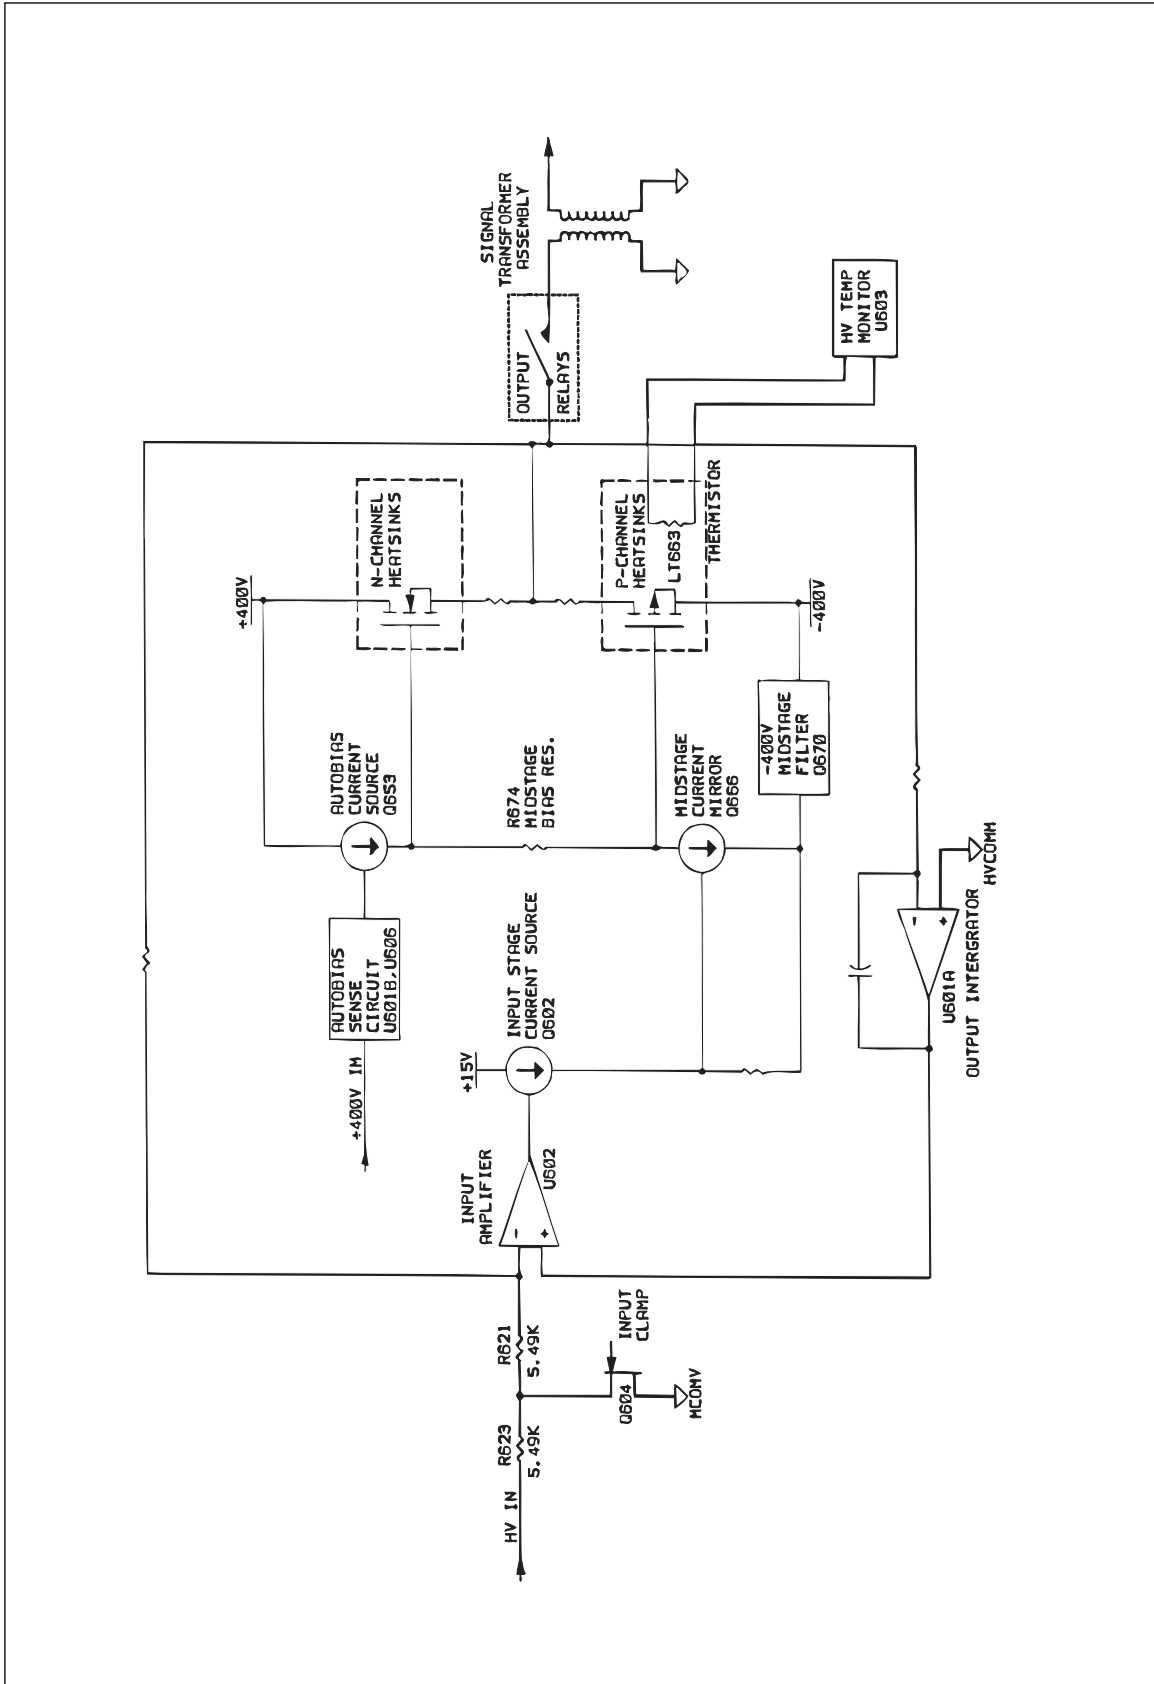 HV IN
R623
5.49K
R621
5.49K
Q604
INPUT
CLAMP
MCOMV
INPUT
AMPLIFIER
-
+
U602
+400V IM
AUTOBIAS
SENSE
CIRCUIT
U601B,U606
+15V
INPUT STAGE
CURRENT SOURCE
Q602
AUTOBIAS
CURRENT
SOURCE
Q653
R674
MIDSTAGE
BIAS RES.
MIDSTAGE
CURRENT
MIRROR
Q666
-400V
MIDSTAGE
FILTER
Q670
+400V
N-CHANNEL
HEATSINKS
P-CHANNEL
HEATSINKS
LT663
THERMISTOR
-400V
U601A
OUTPUT INTERGRATOR
-
+
HVCOMM
OUTPUT
RELAYS
SIGNAL
TRANSFORMER
ASSEMBLY
HV TEMP
MONITOR
U603